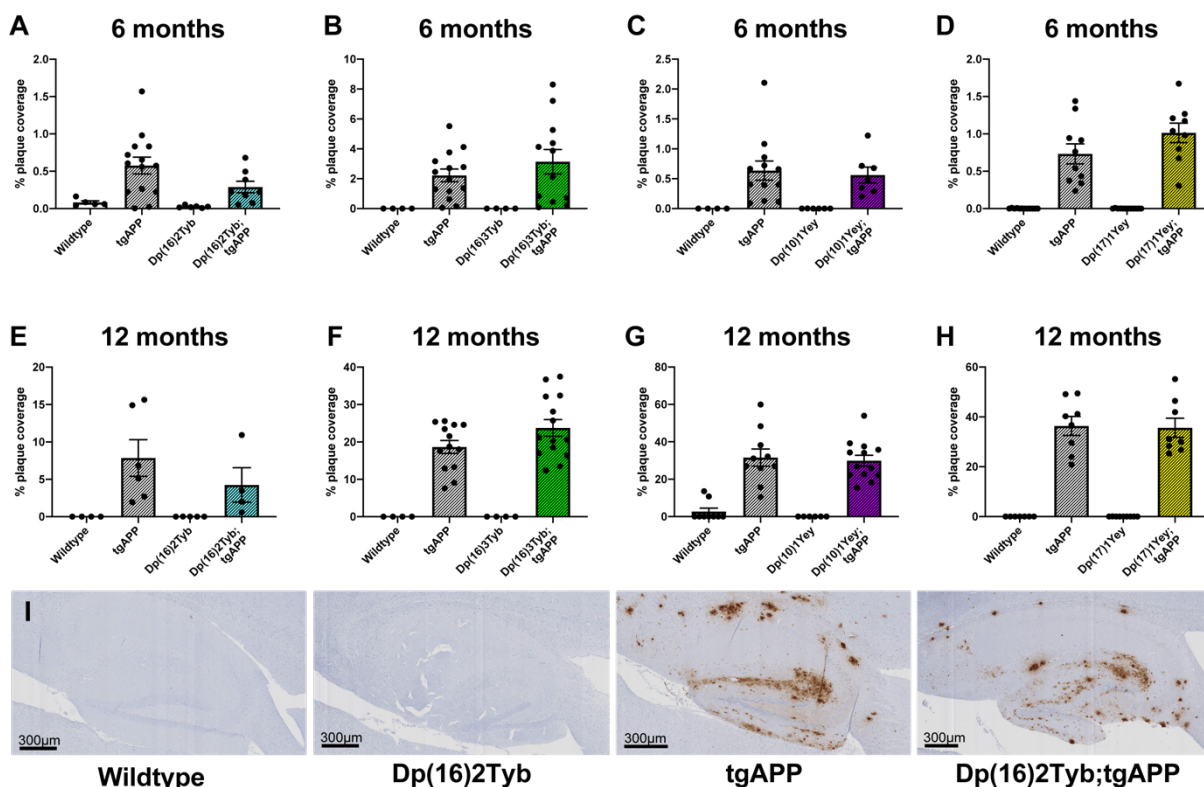 A 6 months
% plaque coverage
2.0
1.5
1.0
0.5
0.0
Wildtype
tgAPP
Dp(16)2Tyb
Dp(16)2Tyb;
tgAPP
B 6 months
% plaque coverage
10
8
6
4
2
0
Wildtype
tgAPP
Dp(16)3Tyb
Dp(16)3Tyb;
tgAPP
C 6 months
% plaque coverage
2.5
2.0
1.5
1.0
0.5
0.0
Wildtype
tgAPP
Dp(10)1Yey
Dp(10)1Yey;
tgAPP
D 6 months
% plaque coverage
2.0
1.5
1.0
0.5
0.0
Wildtype
tgAPP
Dp(17)1Yey
Dp(17)1Yey;
tgAPP
E 12 months
% plaque coverage
20
15
10
5
0
Wildtype
tgAPP
Dp(16)2Tyb
Dp(16)2Tyb;
tgAPP
F 12 months
% plaque coverage
40
30
20
10
0
Wildtype
tgAPP
Dp(16)3Tyb
Dp(16)3Tyb;
tgAPP
G 12 months
% plaque coverage
80
60
40
20
0
Wildtype
tgAPP
Dp(10)1Yey
Dp(10)1Yey;
tgAPP
H 12 months
% plaque coverage
60
40
20
0
Wildtype
tgAPP
Dp(17)1Yey
Dp(17)1Yey;
tgAPP
I
300µm
300µm
300µm
300µm
Wildtype
Dp(16)2Tyb
tgAPP
Dp(16)2Tyb;tgAPP